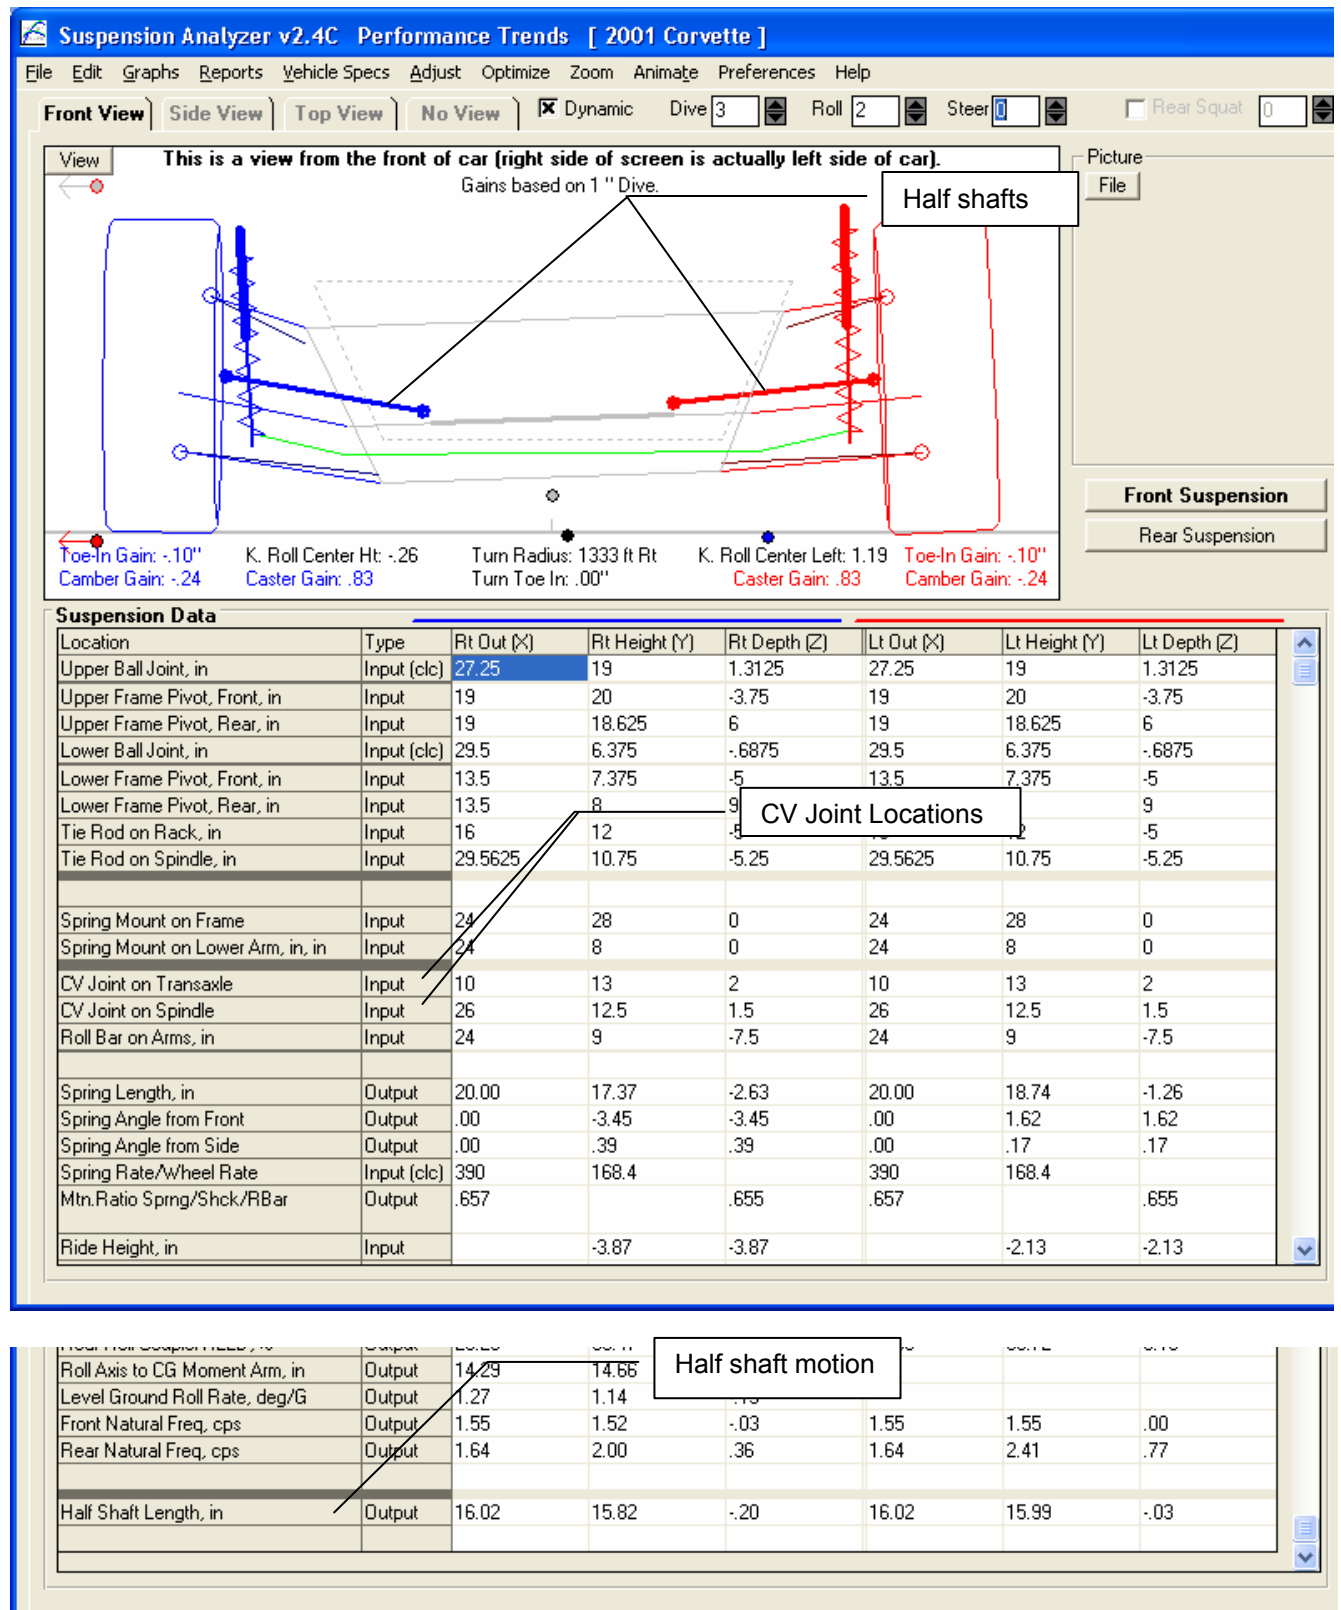 Suspension Analyzer v2.4C   Performance Trends   [ 2001 Corvette ]
File Edit Graphs Reports Vehicle Specs Adjust Optimize Zoom Animate Preferences Help
Front View Side View Top View No View Dynamic Dive 3 Roll 2 Steer 0 Rear Squat 0
View This is a view from the front of car (right side of screen is actually left side of car).
Gains based on 1 " Dive.
Half shafts
Picture
File
Front Suspension
Rear Suspension
Toe-In Gain: -.10" K. Roll Center Ht: -.26 Turn Radius: 1333 ft Rt K. Roll Center Left: 1.19 Toe-In Gain: -.10"
Camber Gain: -.24 Caster Gain: .83 Turn Toe In: .00" Caster Gain: .83 Camber Gain: -.24
Suspension Data
Location Type Rt Out (X) Rt Height (Y) Rt Depth (Z) Lt Out (X) Lt Height (Y) Lt Depth (Z)
Upper Ball Joint, in Input (clc) 27.25 19 1.3125 27.25 19 1.3125
Upper Frame Pivot, Front, in Input 19 20 -3.75 19 20 -3.75
Upper Frame Pivot, Rear, in Input 19 18.625 6 19 18.625 6
Lower Ball Joint, in Input (clc) 29.5 6.375 -.6875 29.5 6.375 -.6875
Lower Frame Pivot, Front, in Input 13.5 7.375 -5 13.5 7.375 -5
Lower Frame Pivot, Rear, in Input 13.5 8 9 9
CV Joint Locations
Tie Rod on Rack, in Input 16 12 -5
Tie Rod on Spindle, in Input 29.5625 10.75 -5.25 29.5625 10.75 -5.25
Spring Mount on Frame Input 24 28 0 24 28 0
Spring Mount on Lower Arm, in, in Input 24 8 0 24 8 0
CV Joint on Transaxle Input 10 13 2 10 13 2
CV Joint on Spindle Input 26 12.5 1.5 26 12.5 1.5
Roll Bar on Arms, in Input 24 9 -7.5 24 9 -7.5
Spring Length, in Output 20.00 17.37 -2.63 20.00 18.74 -1.26
Spring Angle from Front Output .00 -3.45 -3.45 .00 1.62 1.62
Spring Angle from Side Output .00 .39 .39 .00 .17 .17
Spring Rate/Wheel Rate Input (clc) 390 168.4 390 168.4
Mtn.Ratio Sprng/Shck/RBar Output .657 .655 .657 .655
Ride Height, in Input -3.87 -3.87 -2.13 -2.13
Half shaft motion
Roll Axis to CG Moment Arm, in Output 14.29 14.66
Level Ground Roll Rate, deg/G Output 1.27 1.14
Front Natural Freq, cps Output 1.55 1.52 -.03 1.55 1.55 .00
Rear Natural Freq, cps Output 1.64 2.00 .36 1.64 2.41 .77
Half Shaft Length, in Output 16.02 15.82 -.20 16.02 15.99 -.03